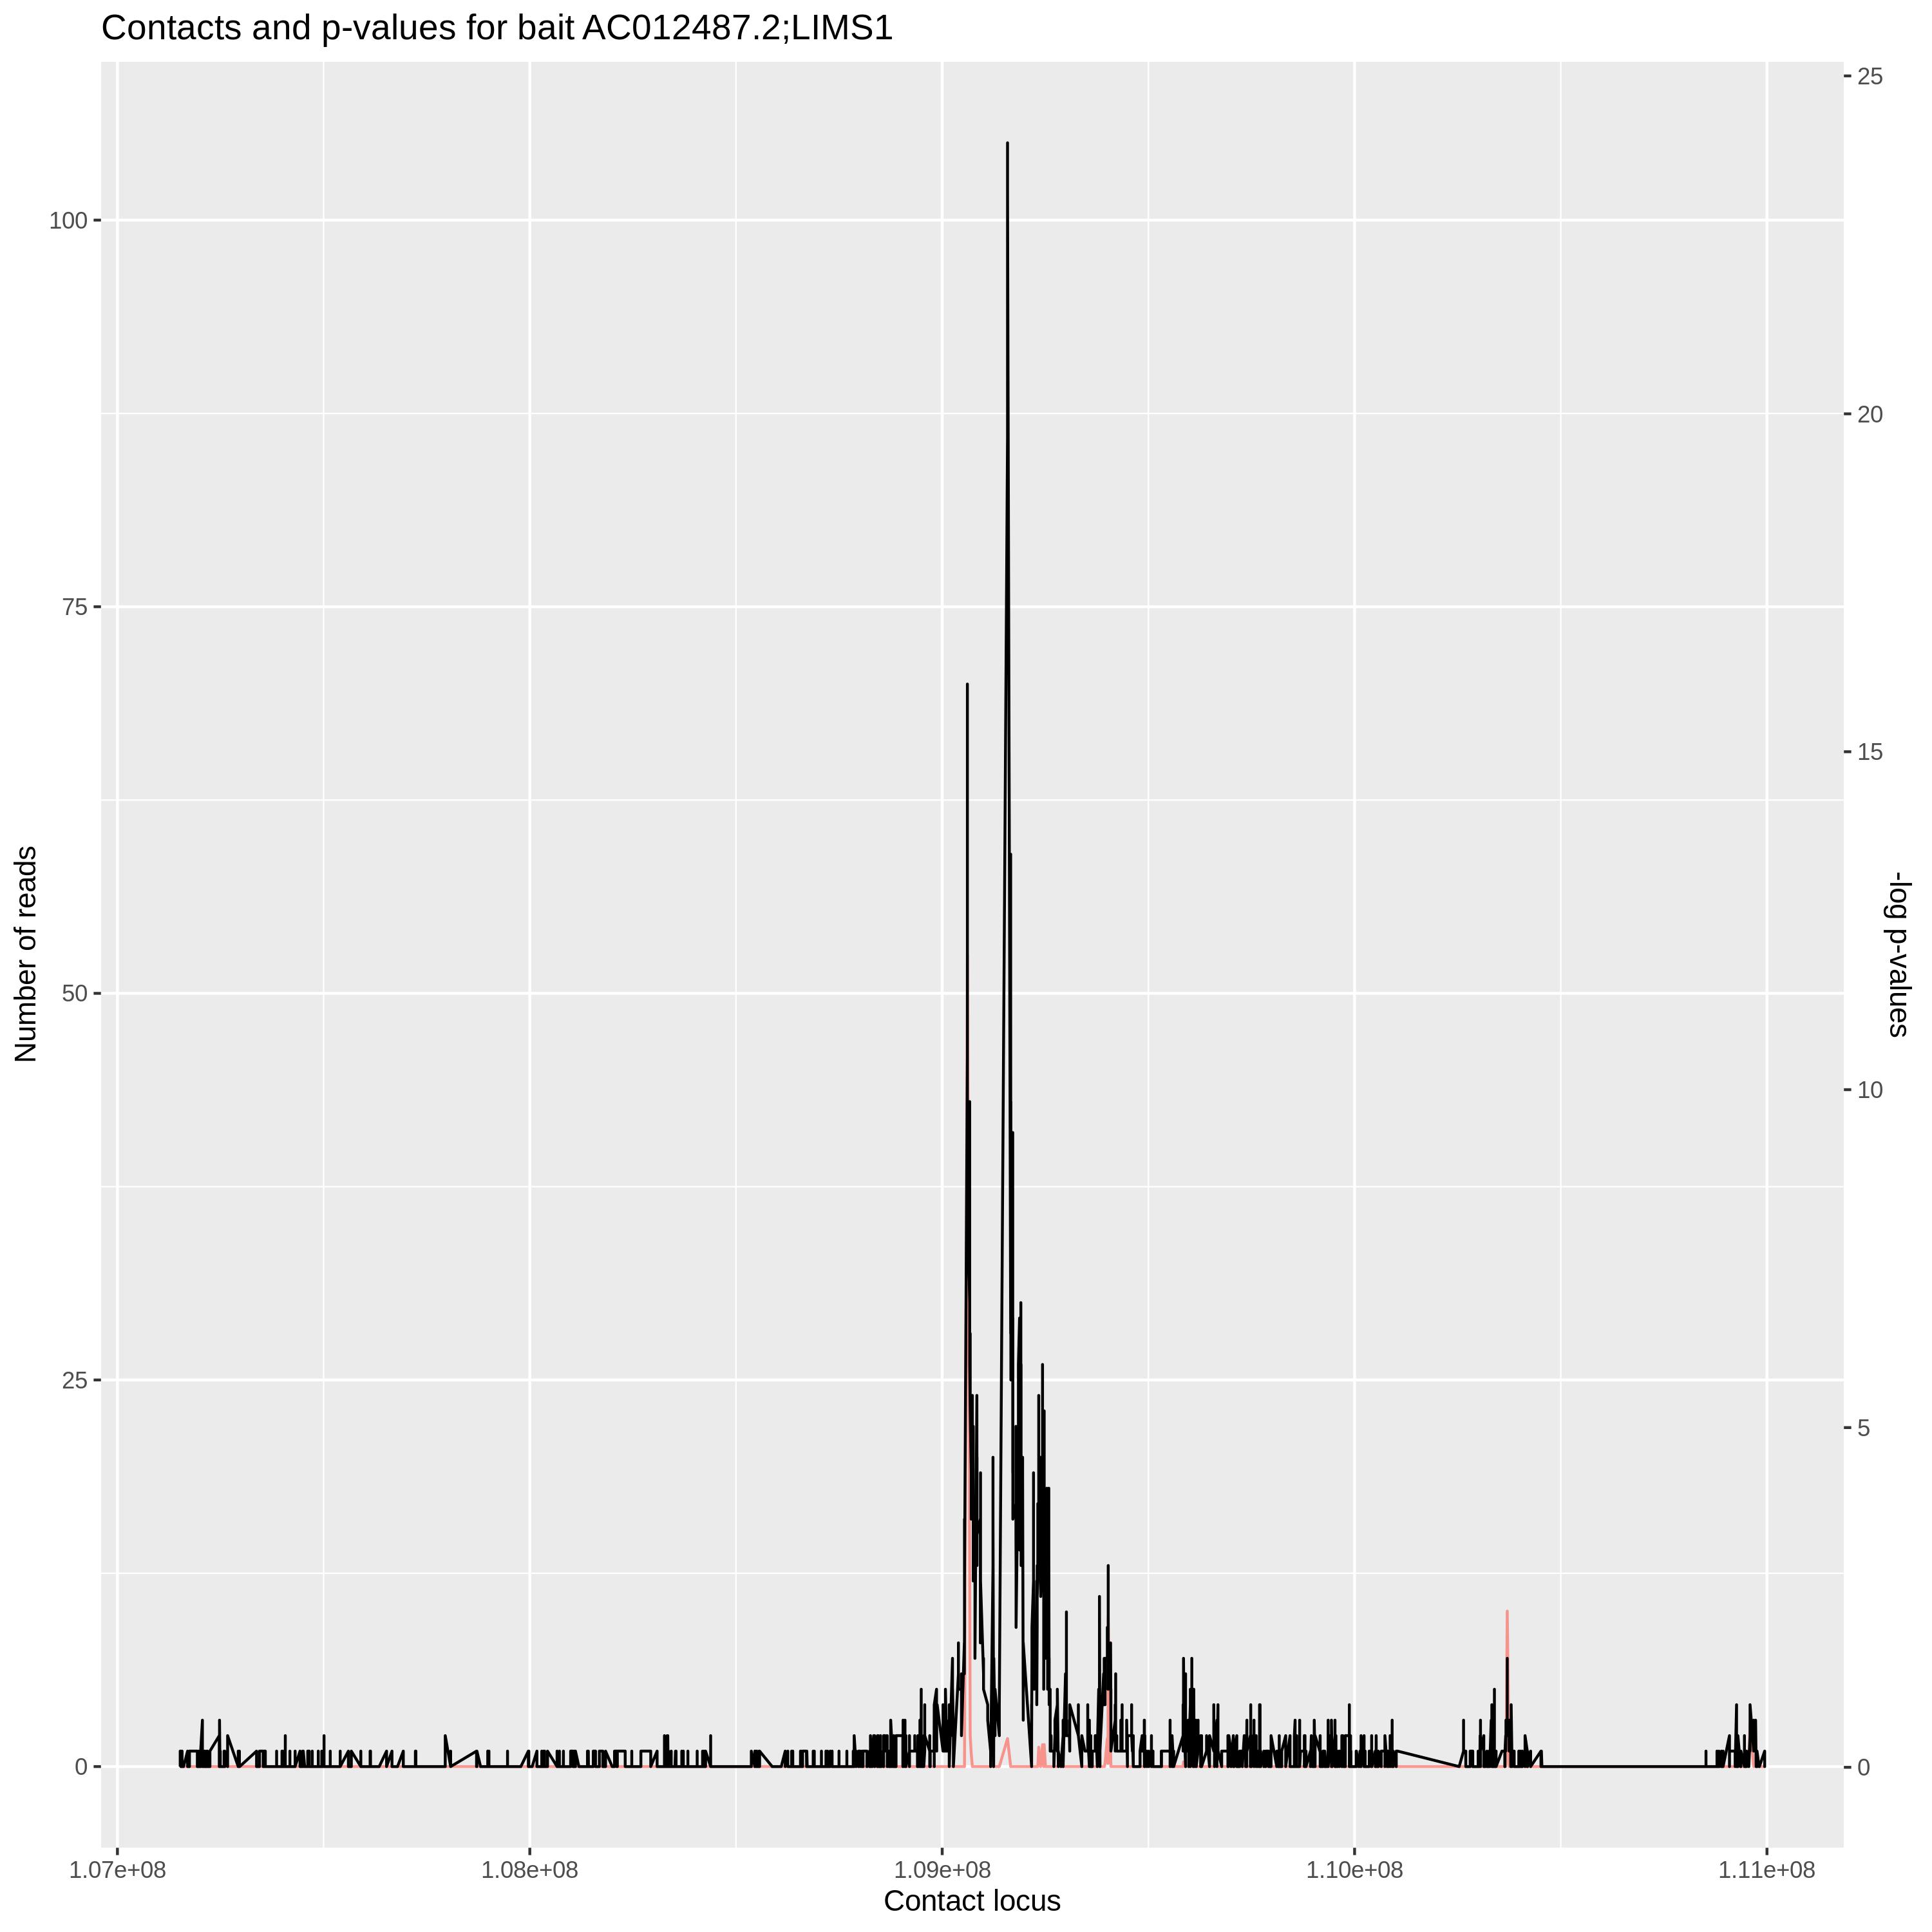 Contacts and p-values for bait AC012487.2;LIMS1
100
75
50
25
0
Number of reads
25
20
15
10
5
0
-log p-values
1.07e+08
1.08e+08
1.09e+08
1.10e+08
1.11e+08
Contact locus